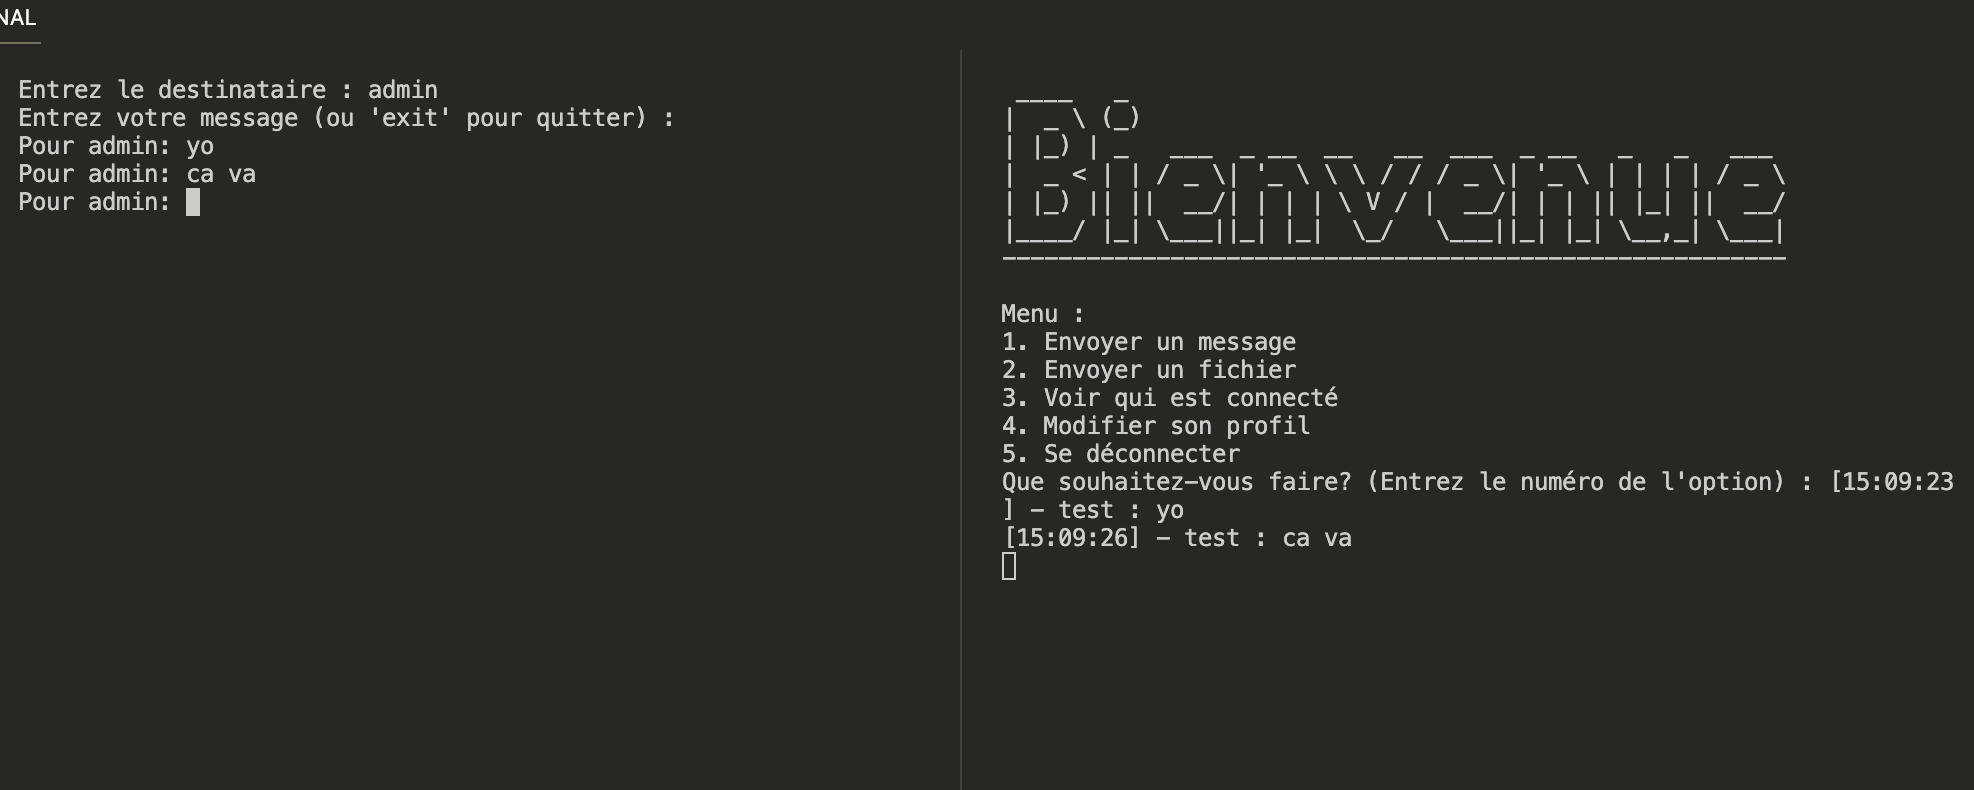 NAL
Entrez le destinataire : admin
Entrez votre message (ou 'exit' pour quitter) :
Pour admin: yo
Pour admin: ca va
Pour admin:
Bienvenue
Menu :
1. Envoyer un message
2. Envoyer un fichier
3. Voir qui est connecté
4. Modifier son profil
5. Se déconnecter
Que souhaitez-vous faire? (Entrez le numéro de l'option) : [15:09:23
] - test : yo
[15:09:26] - test : ca va